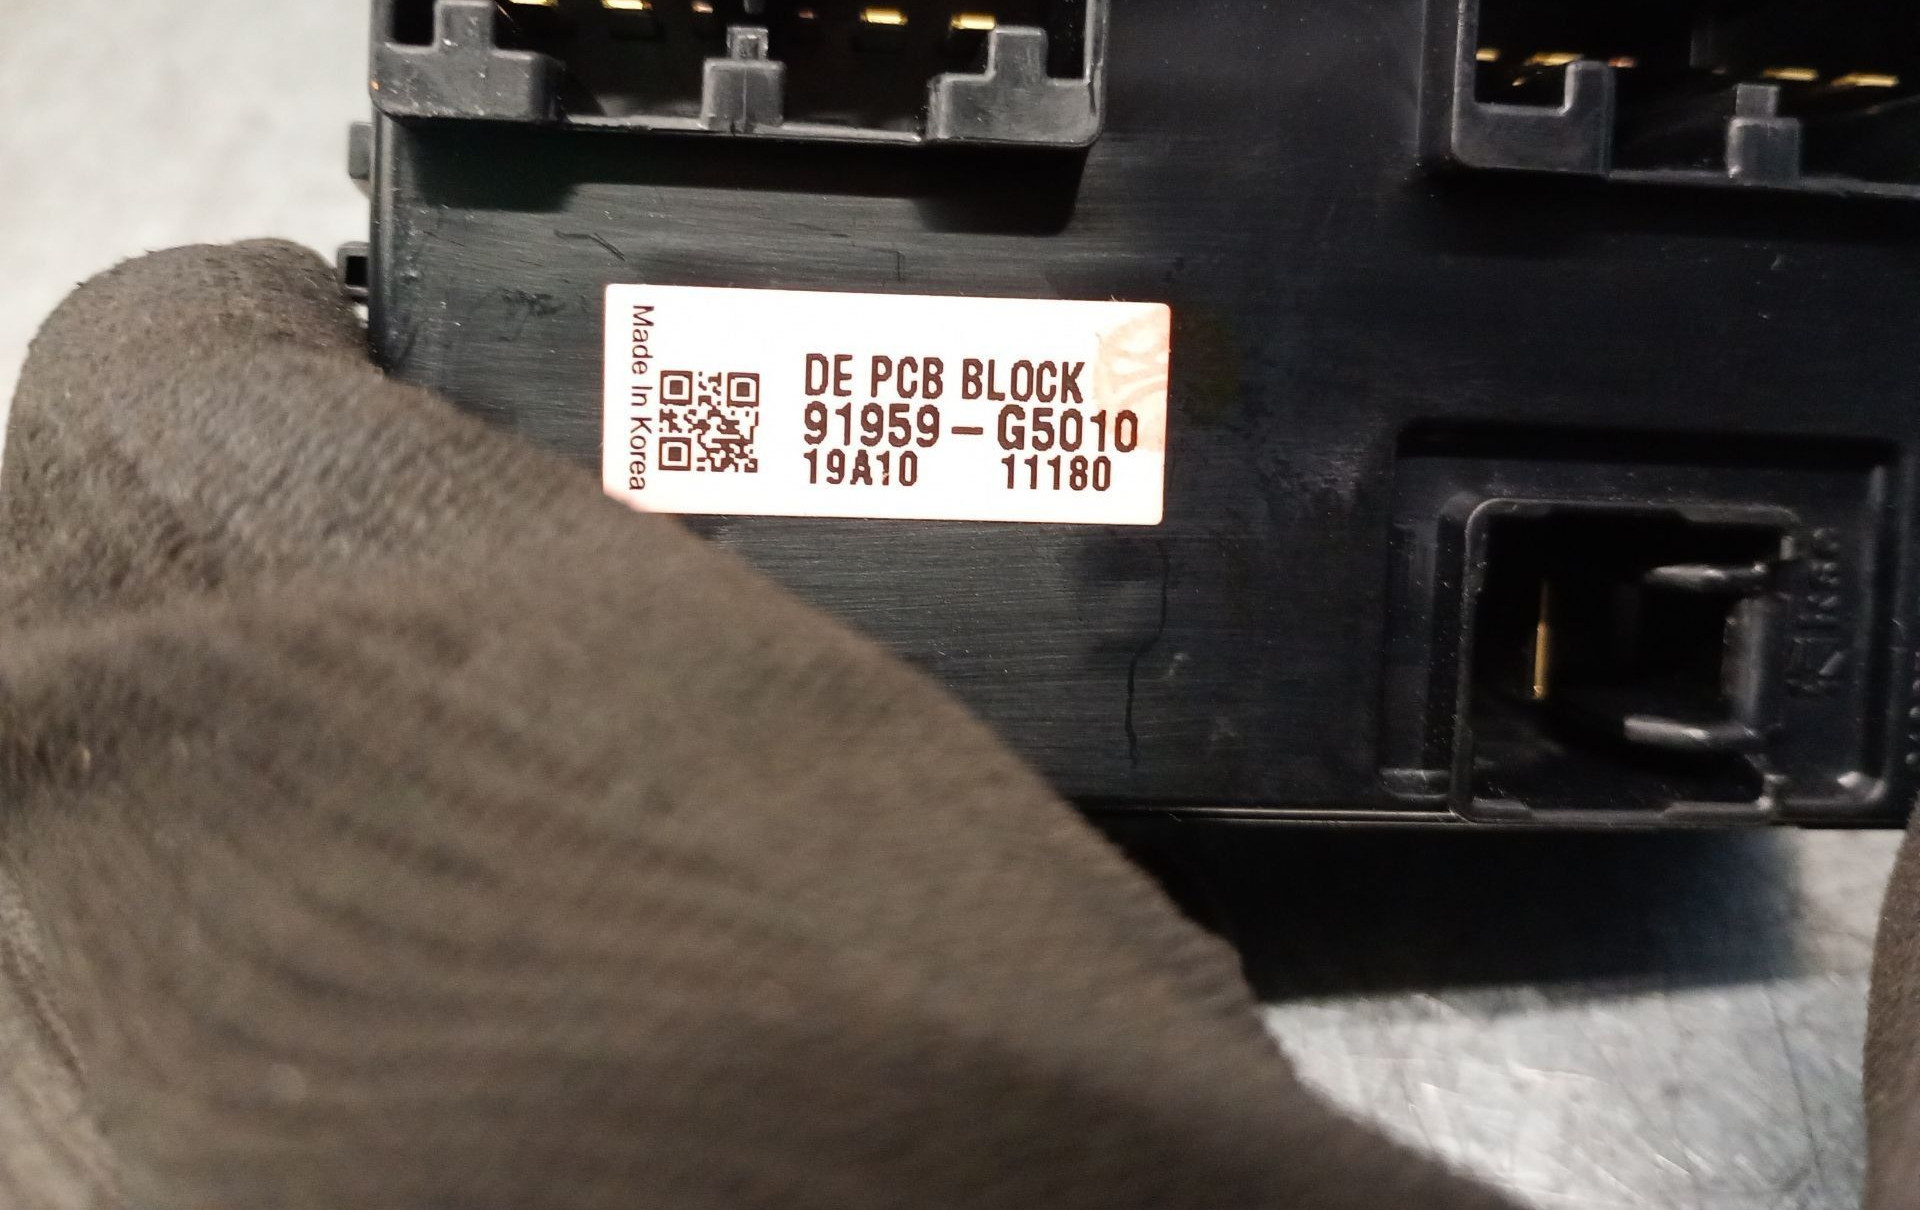 Made In Korea
DE PCB BLOCK
91959-G5010
19A10 11180